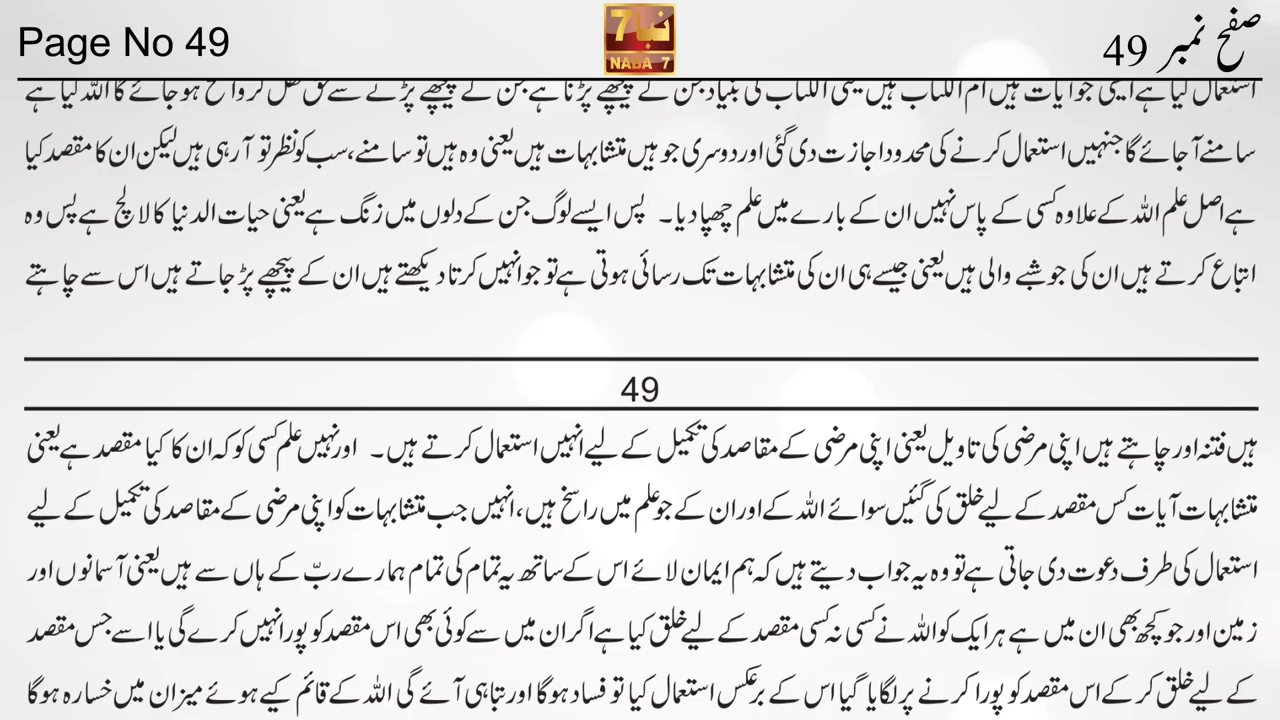 Page No 49
نبا 7
NABA 7
صفحہ نمبر 49
استعمال کیا ہے ایسی جو آیات ہیں ام الکتاب ہیں یعنی الکتاب کی بنیاد جن کے پیچھے پڑنا ہے جن کے پیچھے پڑنے سے حق کھل کر واضح ہو جائے گا اللہ کیا ہے
سامنے آ جائے گا جنہیں استعمال کرنے کی محدود اجازت دی گئی اور دوسری جو ہیں متشابہات ہیں یعنی وہ ہیں تو سامنے، سب کو نظر تو آ رہی ہیں لیکن ان کا مقصد کیا
ہے اصل علم اللہ کے علاوہ کسی کے پاس نہیں ان کے بارے میں علم چھپا دیا۔ پس ایسے لوگ جن کے دلوں میں زنگ ہے یعنی حیات الدنیا کا لالچ ہے پس وہ
اتباع کرتے ہیں ان کی جو شبے والی ہیں یعنی جیسے ہی ان کی متشابہات تک رسائی ہوتی ہے تو جو انہیں کرتا دیکھتے ہیں ان کے پیچھے پڑ جاتے ہیں اس سے چاہتے
49
ہیں فتنہ اور چاہتے ہیں اپنی مرضی کی تاویل یعنی اپنی مرضی کے مقاصد کی تکمیل کے لیے انہیں استعمال کرتے ہیں۔ اور نہیں علم کسی کو کہ ان کا کیا مقصد ہے یعنی
متشابہات آیات کس مقصد کے لیے خلق کی گئیں سوائے اللہ کے اور ان کے جو علم میں راسخ ہیں، انہیں جب متشابہات کو اپنی مرضی کے مقاصد کی تکمیل کے لیے
استعمال کی طرف دعوت دی جاتی ہے تو وہ یہ جواب دیتے ہیں کہ ہم ایمان لائے اس کے ساتھ یہ تمام کی تمام ہمارے ربّ کے ہاں سے ہیں یعنی آسمانوں اور
زمین اور جو کچھ بھی ان میں ہے ہر ایک کو اللہ نے کسی نہ کسی مقصد کے لیے خلق کیا ہے اگر ان میں سے کوئی بھی اس مقصد کو پورا نہیں کرے گی یا اسے جس مقصد
کے لیے خلق کر کے اس مقصد کو پورا کرنے پر لگایا گیا اس کے برعکس استعمال کیا تو فساد ہوگا اور تباہی آئے گی اللہ کے قائم کیے ہوئے میزان میں خسارہ ہوگا